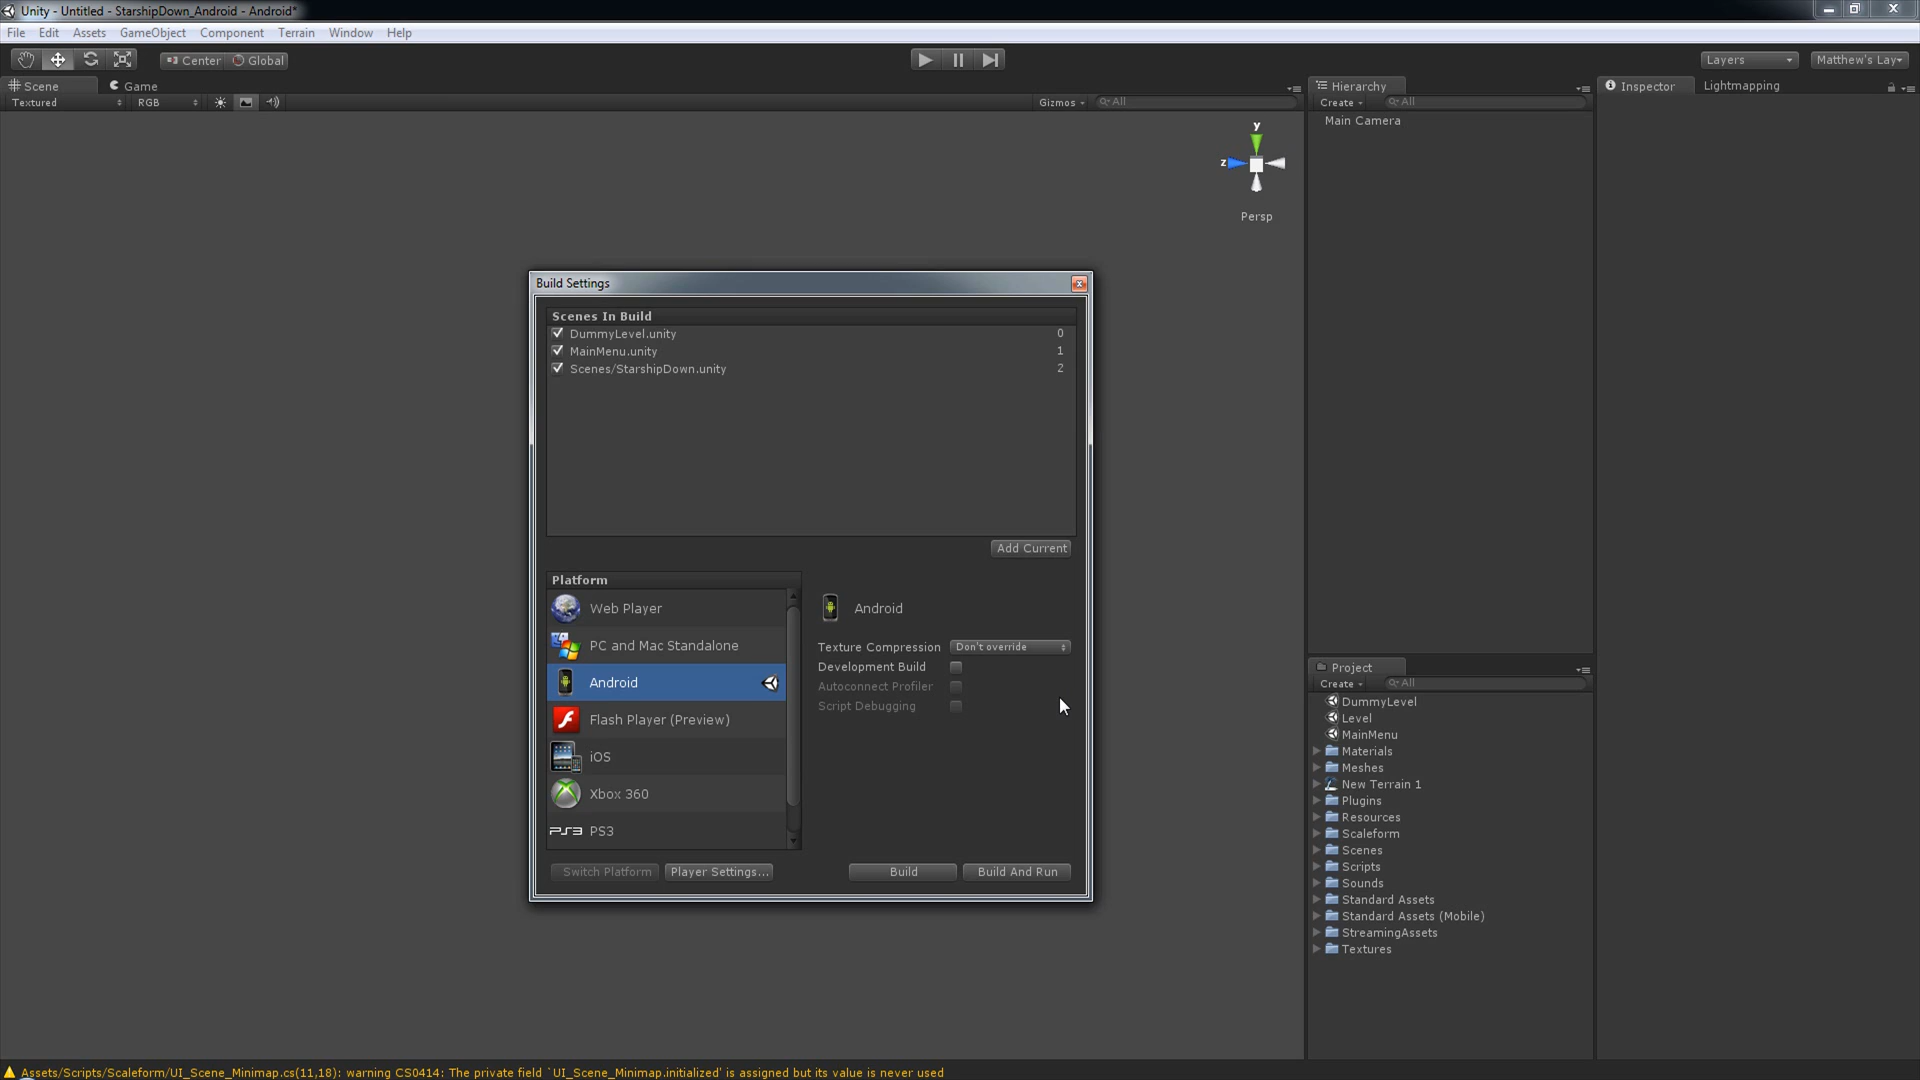 Unity - Untitled - StarshipDown_Android - Android*
File Edit Assets GameObject Component Terrain Window Help
Center Global Layers Matthew's Lay
Scene Game Hierarchy Inspector Lightmapping
Textured RGB Gizmos All Create All
Main Camera
y
z
Persp
Build Settings
Scenes In Build
DummyLevel.unity 0
MainMenu.unity 1
Scenes/StarshipDown.unity 2
Add Current
Platform
Web Player
PC and Mac Standalone
Android
Flash Player (Preview)
iOS
Xbox 360
PS3 PS3
Android
Texture Compression Don't override
Development Build
Autoconnect Profiler
Script Debugging
Switch Platform Player Settings... Build Build And Run
Project
Create All
DummyLevel
Level
MainMenu
Materials
Meshes
New Terrain 1
Plugins
Resources
Scaleform
Scenes
Scripts
Sounds
Standard Assets
Standard Assets (Mobile)
StreamingAssets
Textures
Assets/Scripts/Scaleform/UI_Scene_Minimap.cs(11,18): warning CS0414: The private field `UI_Scene_Minimap.initialized' is assigned but its value is never used